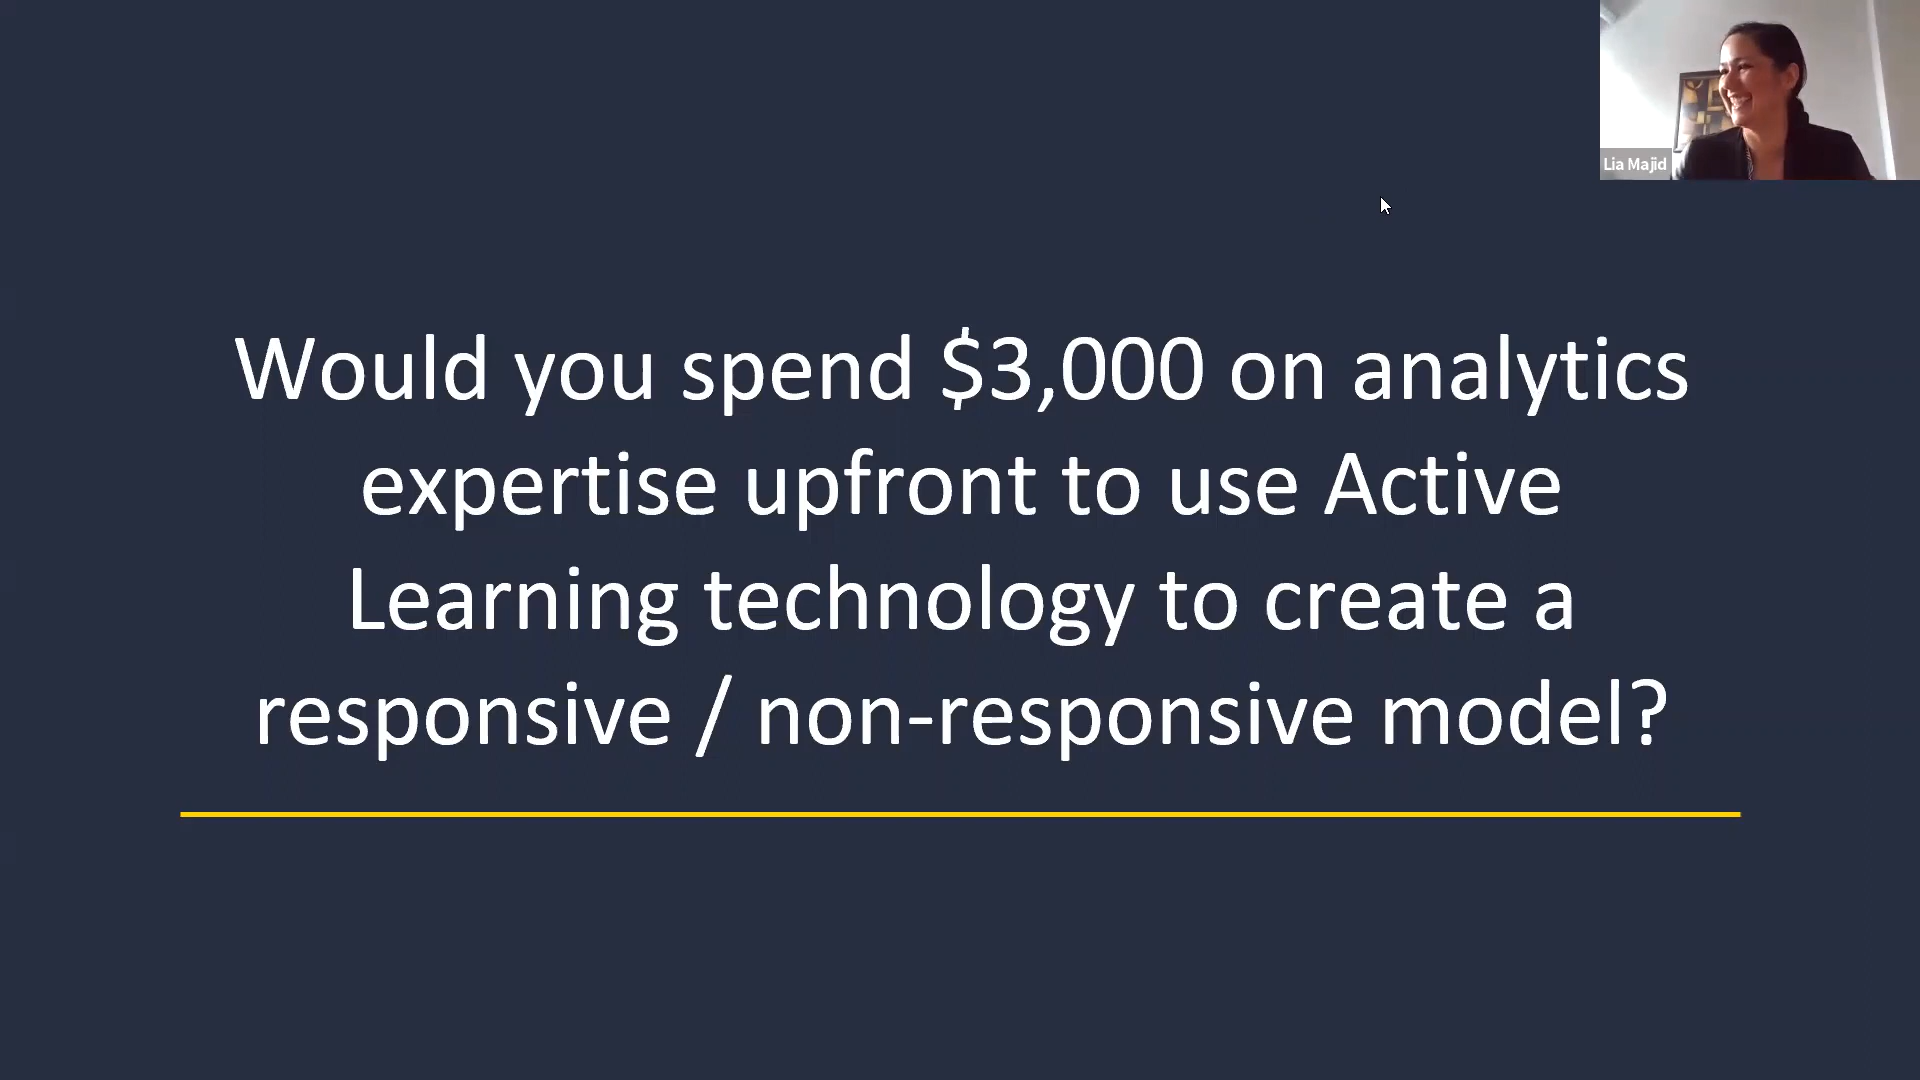 Lia Majid
Would you spend $3,000 on analytics
expertise upfront to use Active
Learning technology to create a
responsive / non-responsive model?